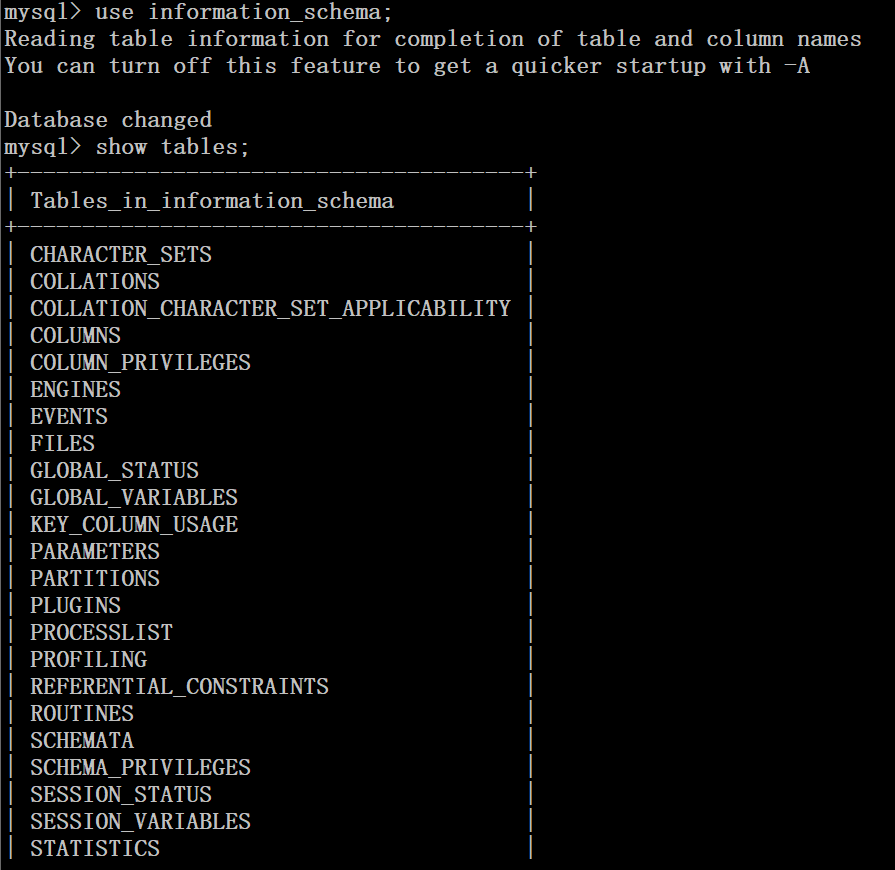 mysql> use information_schema;
Reading table information for completion of table and column names
You can turn off this feature to get a quicker startup with -A
Database changed
mysql> show tables;
+---------------------------------------+
| Tables_in_information_schema          |
+---------------------------------------+
| CHARACTER_SETS                        |
| COLLATIONS                            |
| COLLATION_CHARACTER_SET_APPLICABILITY |
| COLUMNS                               |
| COLUMN_PRIVILEGES                     |
| ENGINES                               |
| EVENTS                                |
| FILES                                 |
| GLOBAL_STATUS                         |
| GLOBAL_VARIABLES                      |
| KEY_COLUMN_USAGE                      |
| PARAMETERS                            |
| PARTITIONS                            |
| PLUGINS                               |
| PROCESSLIST                           |
| PROFILING                             |
| REFERENTIAL_CONSTRAINTS               |
| ROUTINES                              |
| SCHEMATA                              |
| SCHEMA_PRIVILEGES                     |
| SESSION_STATUS                        |
| SESSION_VARIABLES                     |
| STATISTICS                            |